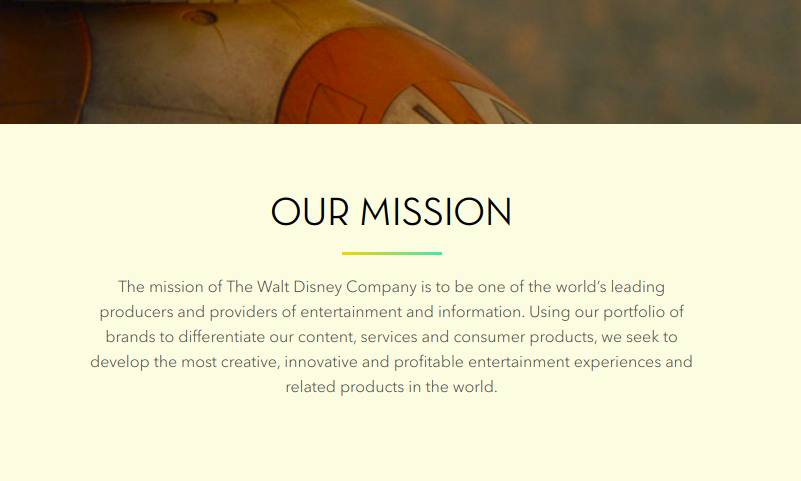 OUR MISSION
The mission of The Walt Disney Company is to be one of the world’s leading
producers and providers of entertainment and information. Using our portfolio of
brands to differentiate our content, services and consumer products, we seek to
develop the most creative, innovative and profitable entertainment experiences and
related products in the world.